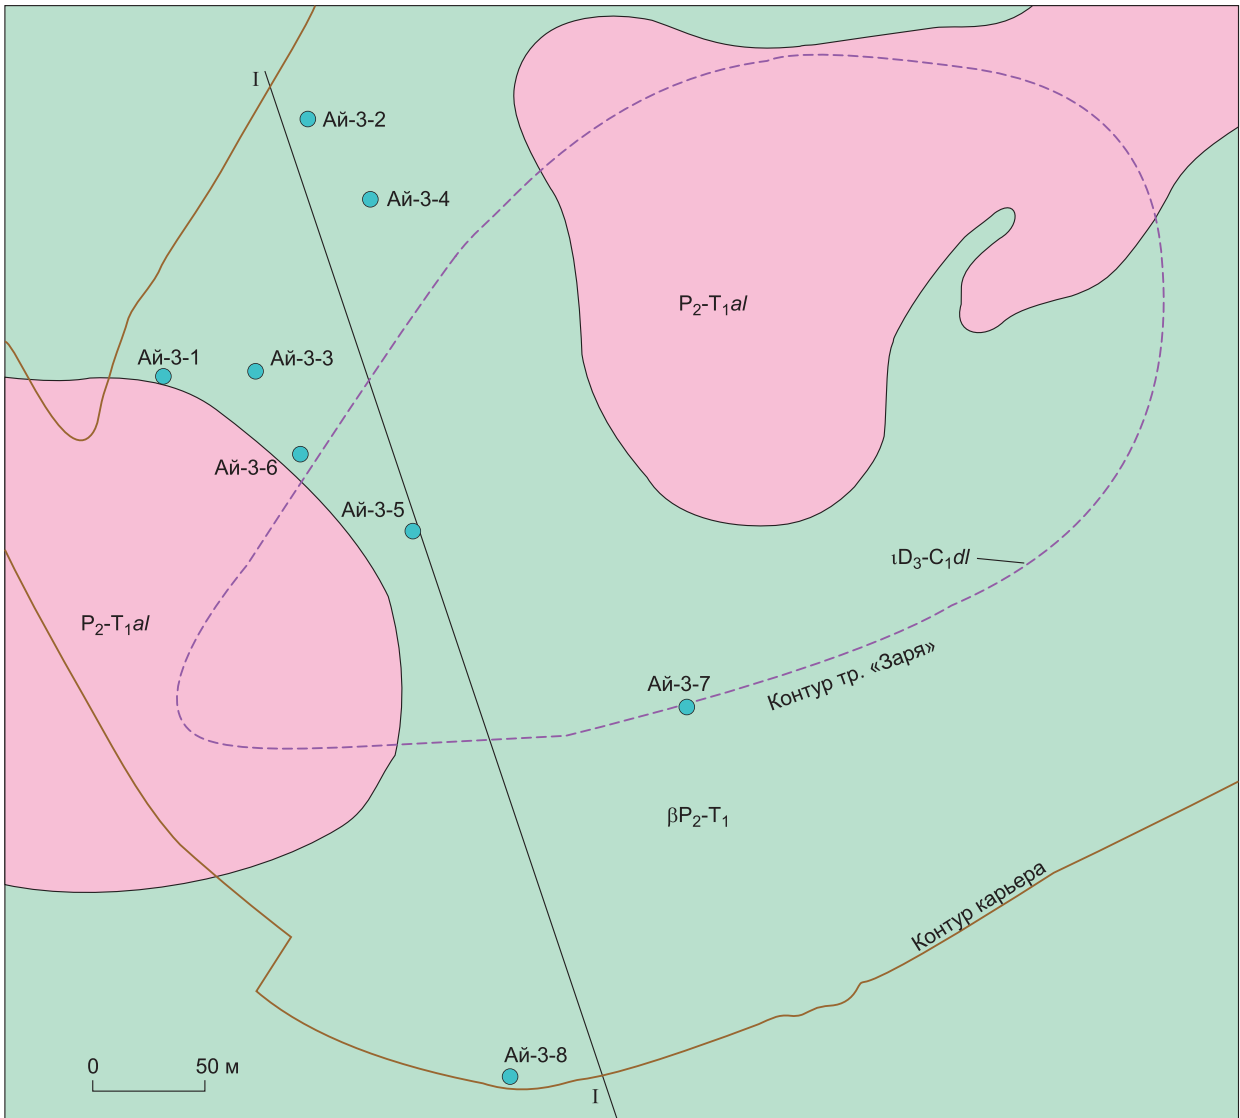 I
Ай-3-2
Ай-3-4
P₂-T₁al
Ай-3-1
Ай-3-3
Ай-3-6
Ай-3-5
ιD₃-C₁dl
P₂-T₁al
Контур тр. «Заря»
Ай-3-7
βP₂-T₁
Контур карьера
Ай-3-8
0 50 м
I